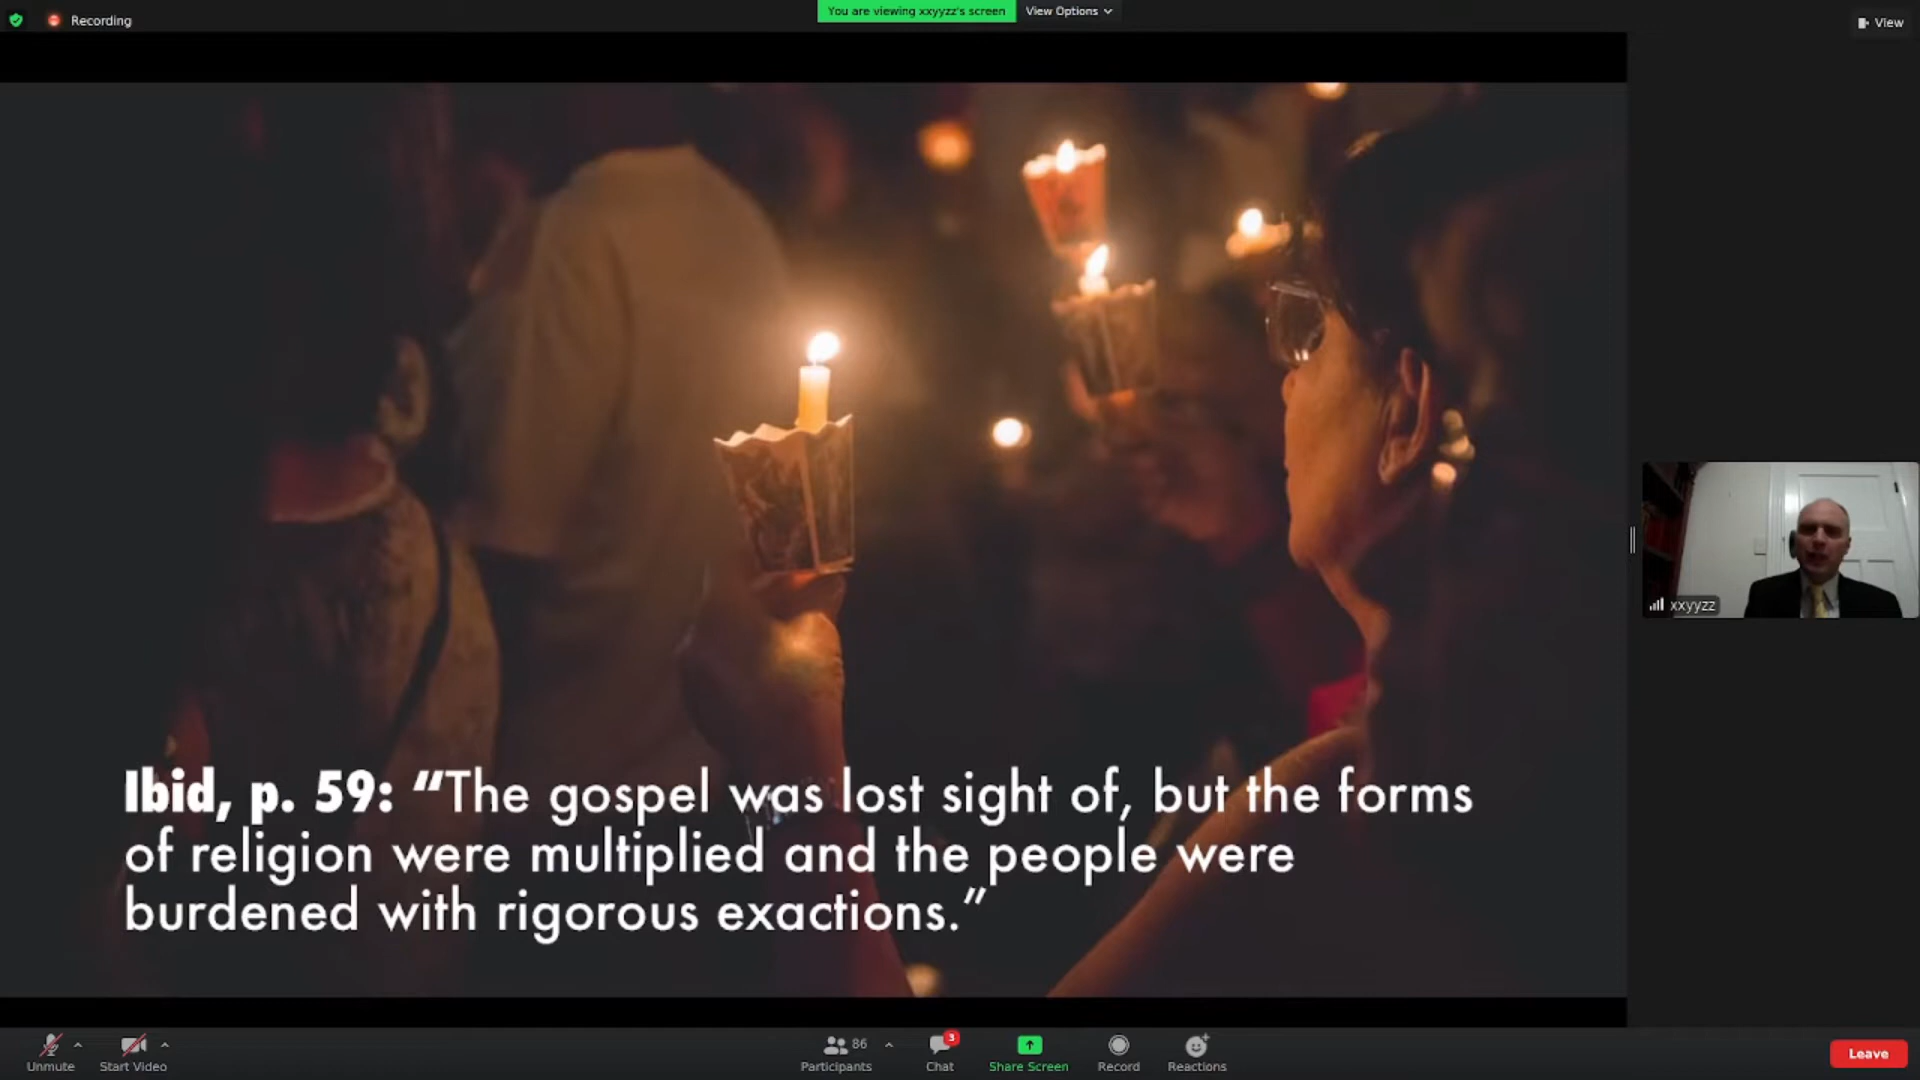 Recording
You are viewing xxyyzz's screen
View Options
View
Ibid, p. 59: “The gospel was lost sight of, but the forms
of religion were multiplied and the people were
burdened with rigorous exactions.”
xxyyzz
Unmute
Start Video
86
Participants
3
Chat
Share Screen
Record
Reactions
Leave